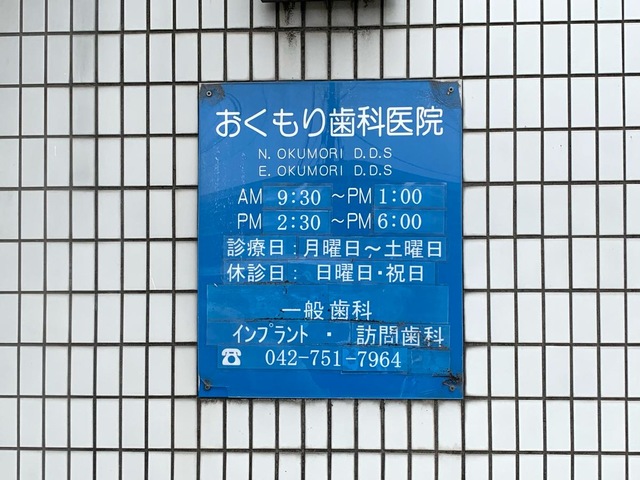 おくもり歯科医院
N. OKUMORI D.D.S
E. OKUMORI D.D.S
AM 9:30 ～PM 1:00
PM 2:30 ～PM 6:00
診療日：月曜日～土曜日
休診日： 日曜日・祝日
一般歯科
インプラント ・ 訪問歯科
☎ 042-751-7964